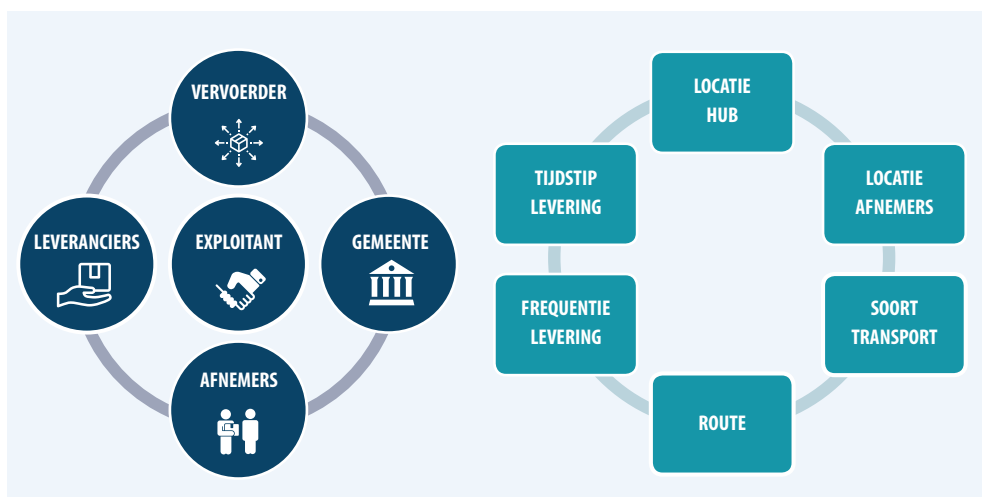 VERVOERDER
LEVERANCIERS
EXPLOITANT
GEMEENTE
AFNEMERS
LOCATIE
HUB
TIJDSTIP
LEVERING
LOCATIE
AFNEMERS
FREQUENTIE
LEVERING
SOORT
TRANSPORT
ROUTE